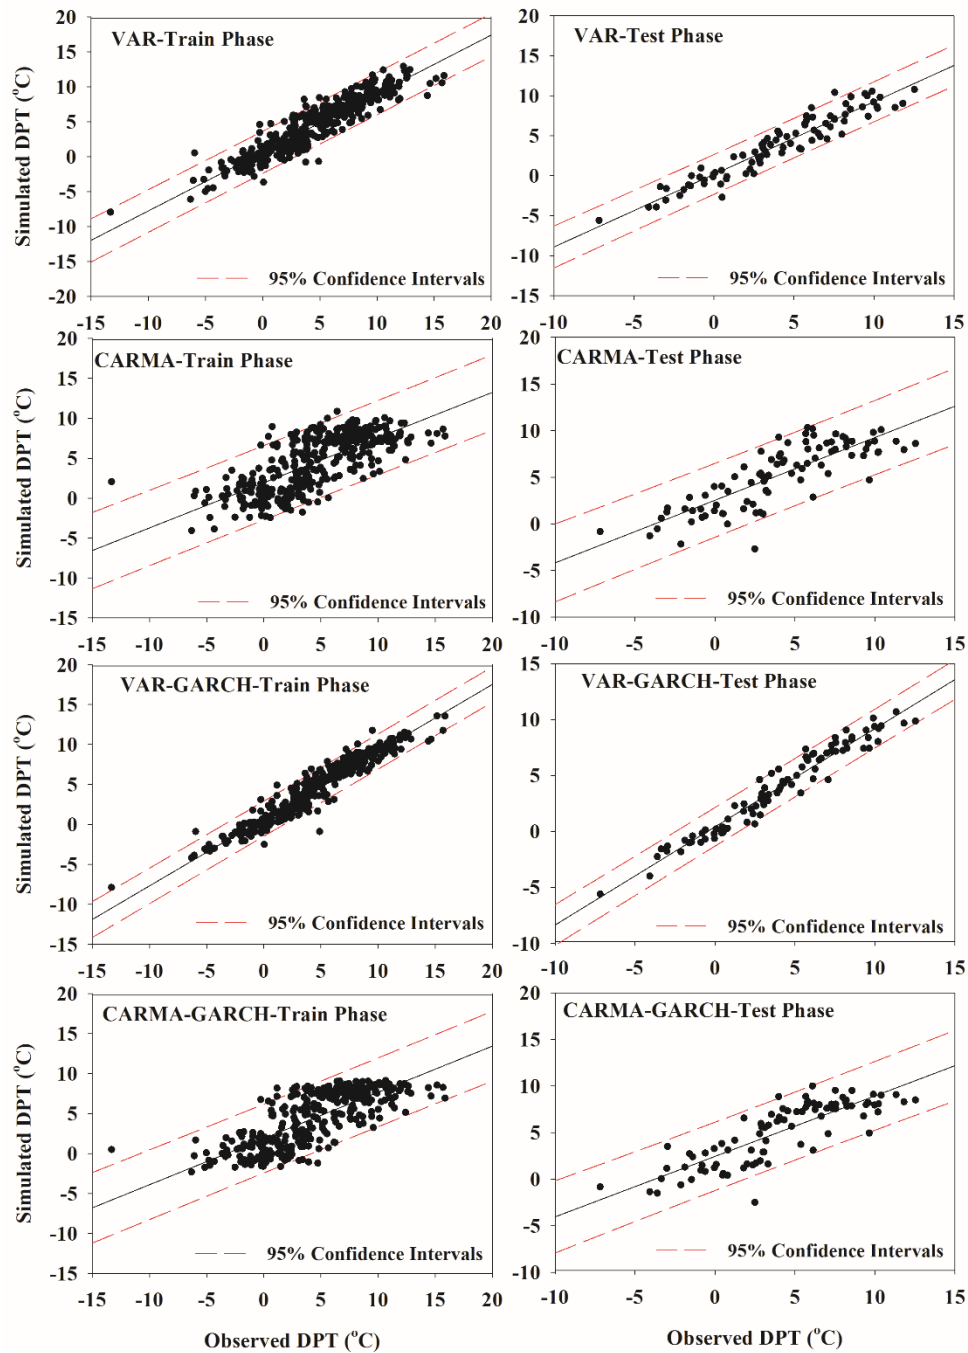 VAR-Train Phase
Simulated DPT (°C)
20
15
10
5
0
-5
-10
-15
-20
95% Confidence Intervals
-15 -10 -5 0 5 10 15 20
VAR-Test Phase
20
15
10
5
0
-5
-10
-15
95% Confidence Intervals
-10 -5 0 5 10 15
CARMA-Train Phase
Simulated DPT (°C)
20
15
10
5
0
-5
-10
-15
95% Confidence Intervals
-15 -10 -5 0 5 10 15 20
CARMA-Test Phase
20
15
10
5
0
-5
-10
95% Confidence Intervals
-10 -5 0 5 10 15
VAR-GARCH-Train Phase
Simulated DPT (°C)
20
15
10
5
0
-5
-10
-15
95% Confidence Intervals
-15 -10 -5 0 5 10 15 20
VAR-GARCH-Test Phase
15
10
5
0
-5
-10
95% Confidence Intervals
-10 -5 0 5 10 15
CARMA-GARCH-Train Phase
Simulated DPT (°C)
20
15
10
5
0
-5
-10
-15
95% Confidence Intervals
-15 -10 -5 0 5 10 15 20
Observed DPT (°C)
CARMA-GARCH-Test Phase
20
15
10
5
0
-5
-10
95% Confidence Intervals
-10 -5 0 5 10 15
Observed DPT (°C)